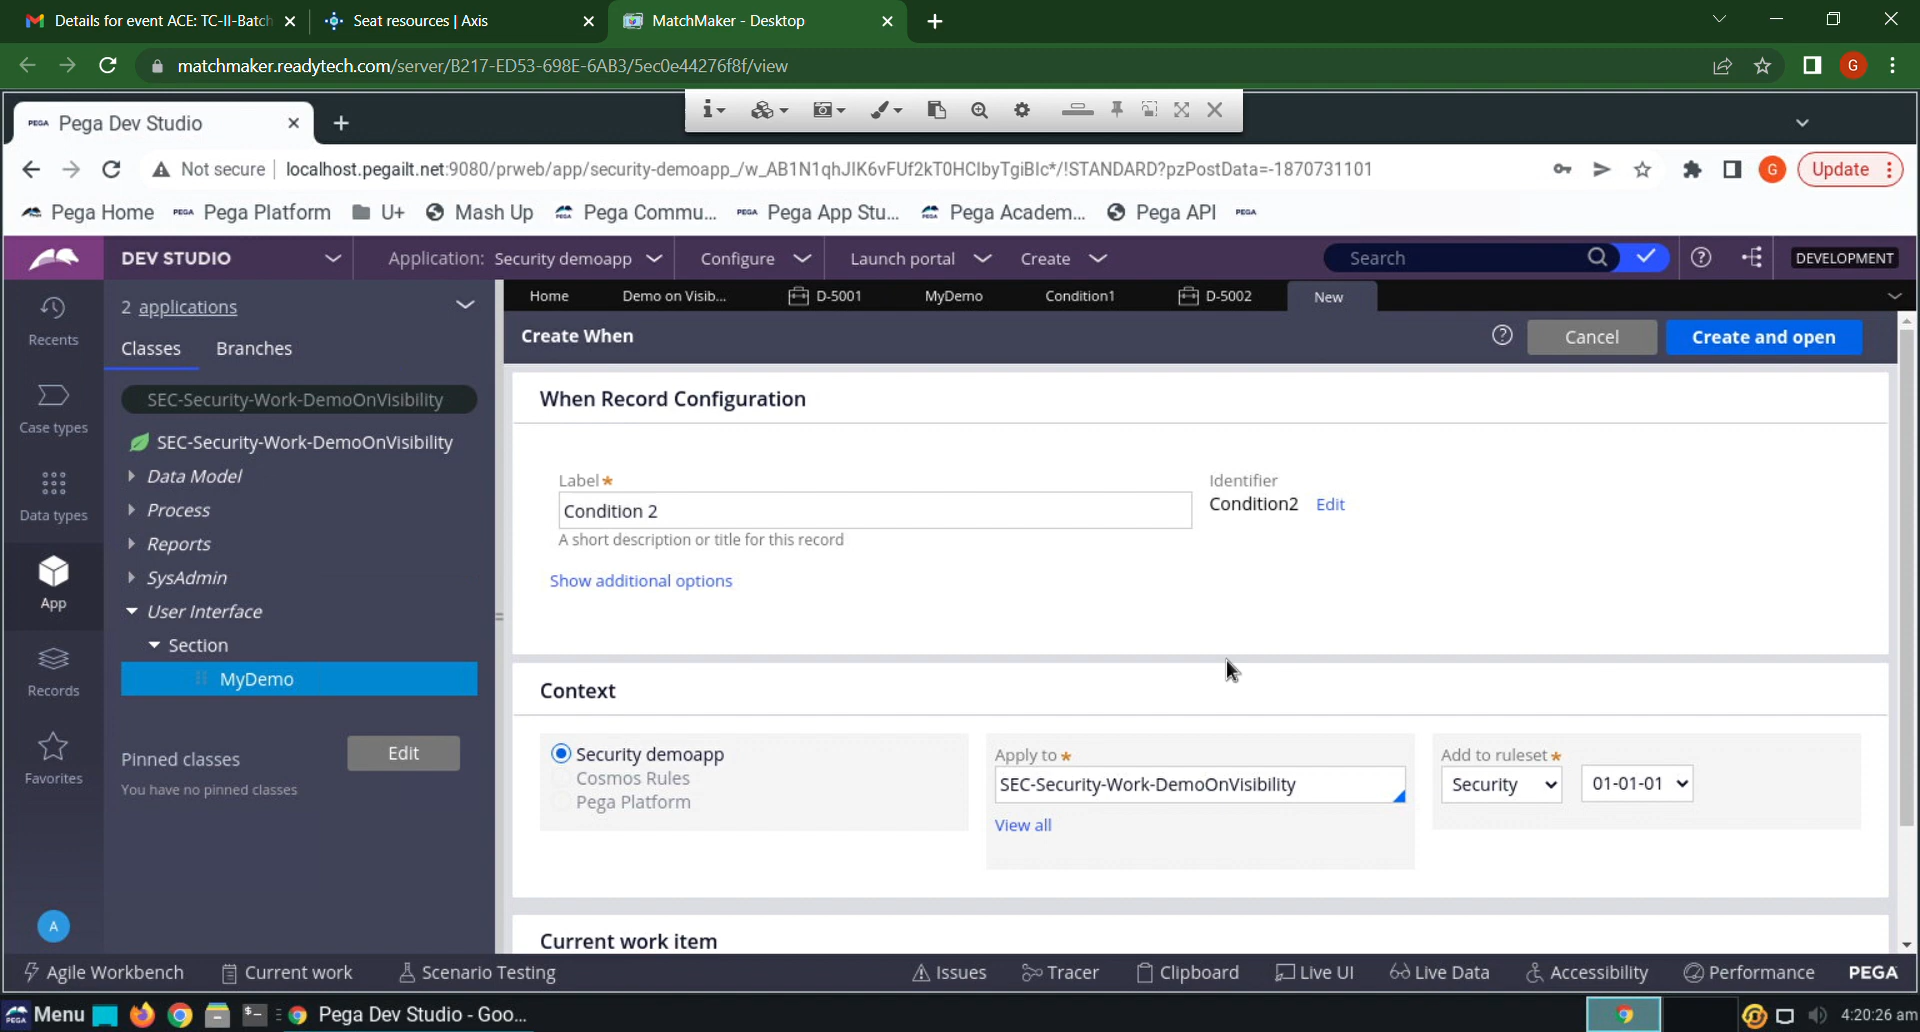 Details for event ACE: TC-II-Batch
Seat resources | Axis
MatchMaker - Desktop
matchmaker.readytech.com/server/B217-ED53-698E-6AB3/5ec0e44276f8f/view
G
PEGA Pega Dev Studio
Not secure
localhost.pegailt.net:9080/prweb/app/security-demoapp_/w_AB1N1qhJIK6vFUf2kT0HCIbyTgiBIc*/!STANDARD?pzPostData=-1870731101
G
Update
Pega Home
PEGA Pega Platform
U+
Mash Up
Pega Commu...
PEGA Pega App Stu...
Pega Academ...
Pega API
PEGA
DEV STUDIO
Application: Security demoapp
Configure
Launch portal
Create
Search
DEVELOPMENT
Recents
Case types
Data types
App
Records
Favorites
A
2 applications
Classes
Branches
SEC-Security-Work-DemoOnVisibility
SEC-Security-Work-DemoOnVisibility
Data Model
Process
Reports
SysAdmin
User Interface
Section
MyDemo
Pinned classes
Edit
You have no pinned classes
Home
Demo on Visib...
D-5001
MyDemo
Condition1
D-5002
New
Create When
Cancel
Create and open
When Record Configuration
Label★
Condition 2
A short description or title for this record
Identifier
Condition2 Edit
Show additional options
Context
Security demoapp
Cosmos Rules
Pega Platform
Apply to★
SEC-Security-Work-DemoOnVisibility
View all
Add to ruleset★
Security
01-01-01
Current work item
Agile Workbench
Current work
Scenario Testing
Issues
Tracer
Clipboard
Live UI
Live Data
Accessibility
Performance
PEGA
PEGA Menu
Pega Dev Studio - Goo...
4:20:26 am